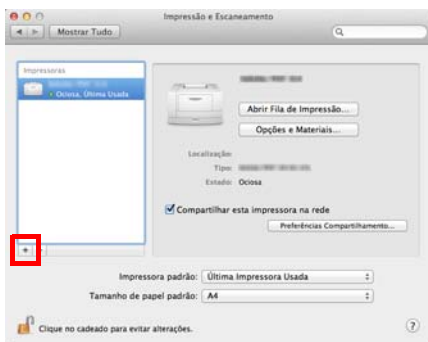 Impressão e Escaneamento
Mostrar Tudo
Impressoras
Ociosa, Última Usada
Abrir Fila de Impressão...
Opções e Materiais...
Localização:
Tipo:
Estado: Ociosa
Compartilhar esta impressora na rede
Preferências Compartilhamento...
+
Impressora padrão: Última Impressora Usada
Tamanho de papel padrão: A4
Clique no cadeado para evitar alterações.
?